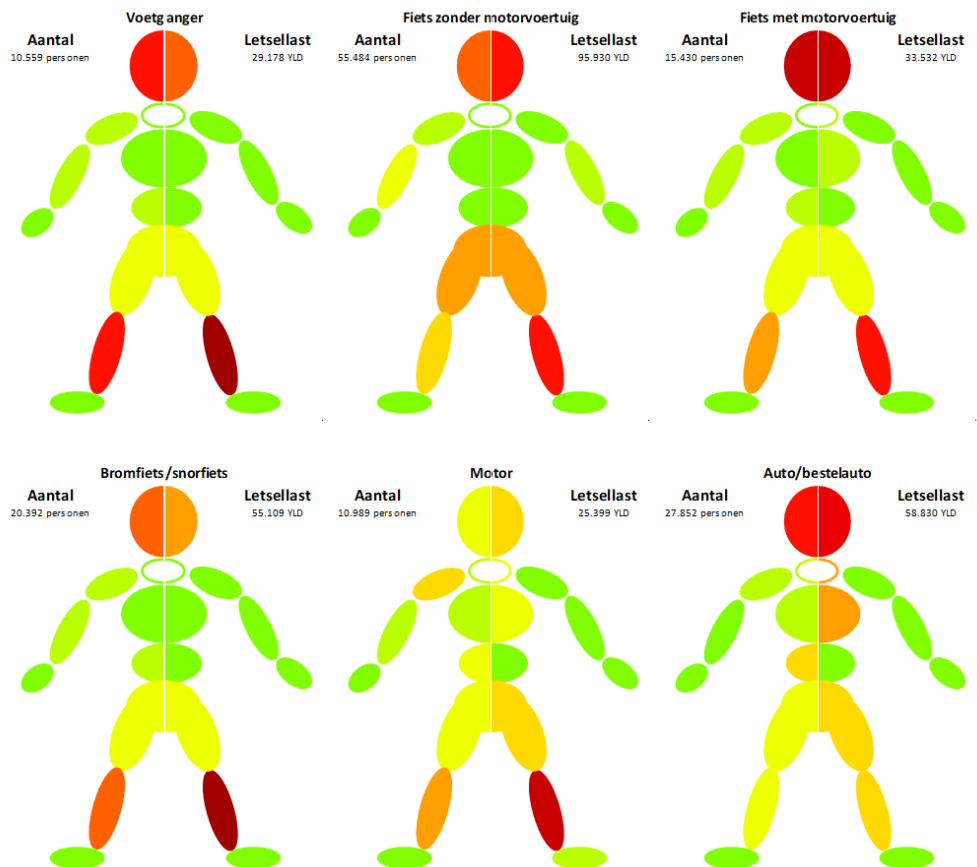 Voetganger
Aantal
Letsellast
10.559 personen
29.178 YLD
Fiets zonder motorvoertuig
Aantal
Letsellast
55.484 personen
95.930 YLD
Fiets met motorvoertuig
Aantal
Letsellast
15.430 personen
33.532 YLD
Bromfiets/snorfiets
Aantal
Letsellast
20.392 personen
55.109 YLD
Motor
Aantal
Letsellast
10.989 personen
25.399 YLD
Auto/bestelauto
Aantal
Letsellast
27.852 personen
58.830 YLD